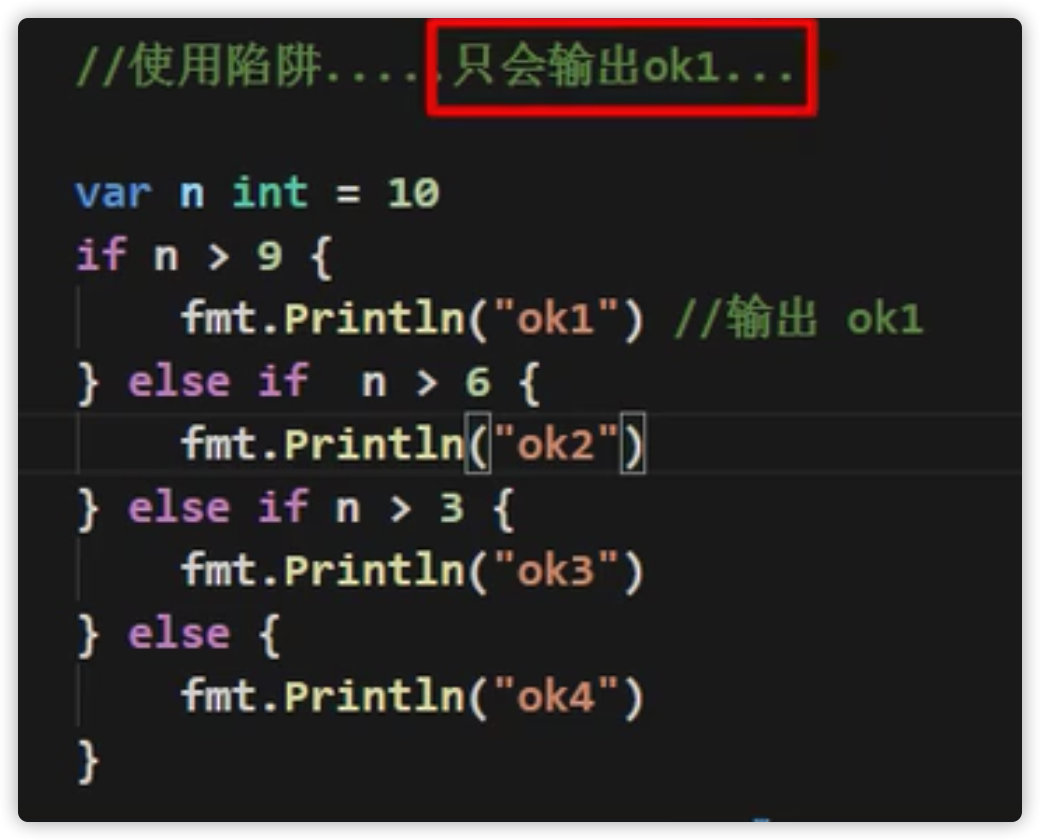 //使用陷阱.....只会输出ok1...
var n int = 10
if n > 9 {
    fmt.Println("ok1") //输出 ok1
} else if  n > 6 {
    fmt.Println("ok2")
} else if n > 3 {
    fmt.Println("ok3")
} else {
    fmt.Println("ok4")
}